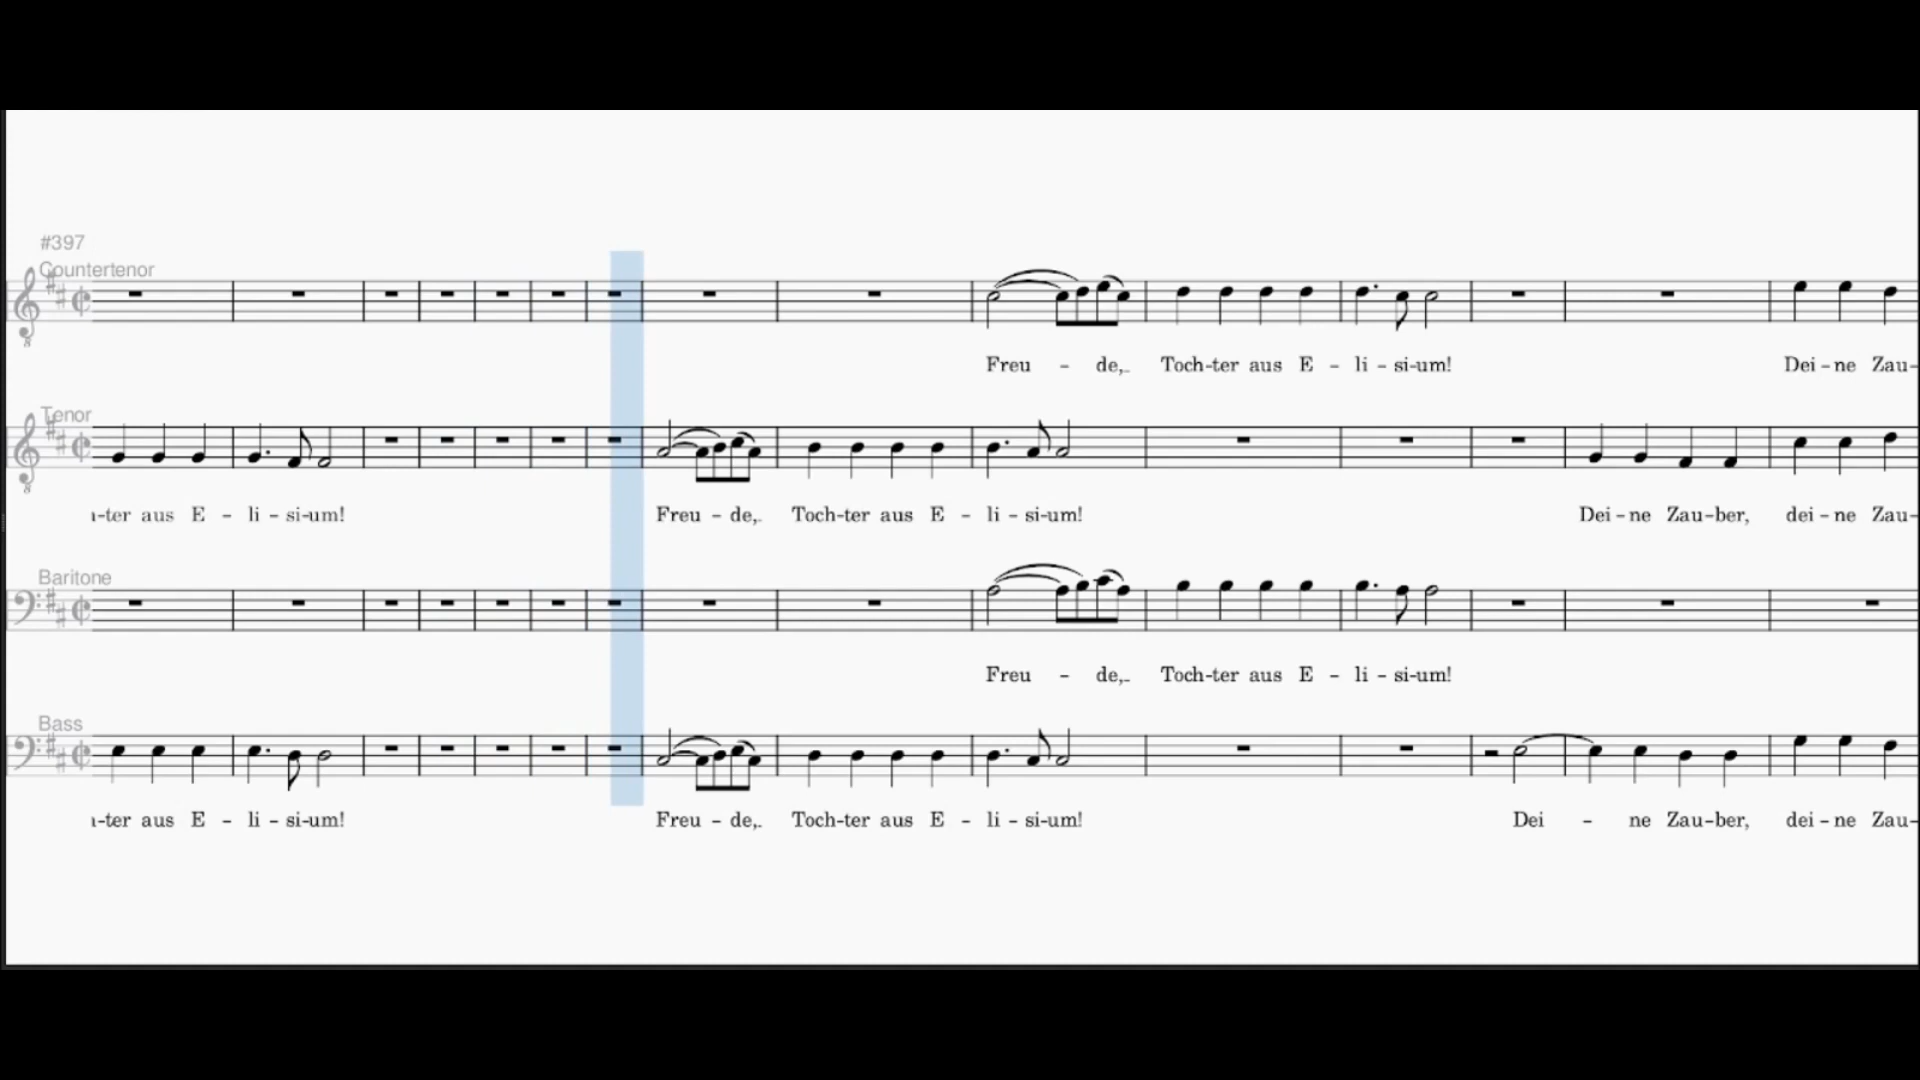 #397
Countertenor
Freu - de, Toch-ter aus E - li - si-um! Dei - ne Zau-
Tenor
-ter aus E - li - si-um! Freu - de, Toch-ter aus E - li - si-um! Dei - ne Zau-ber, dei - ne Zau-
Baritone
Freu - de, Toch-ter aus E - li - si-um!
Bass
-ter aus E - li - si-um! Freu - de, Toch-ter aus E - li - si-um! Dei - ne Zau-ber, dei - ne Zau-